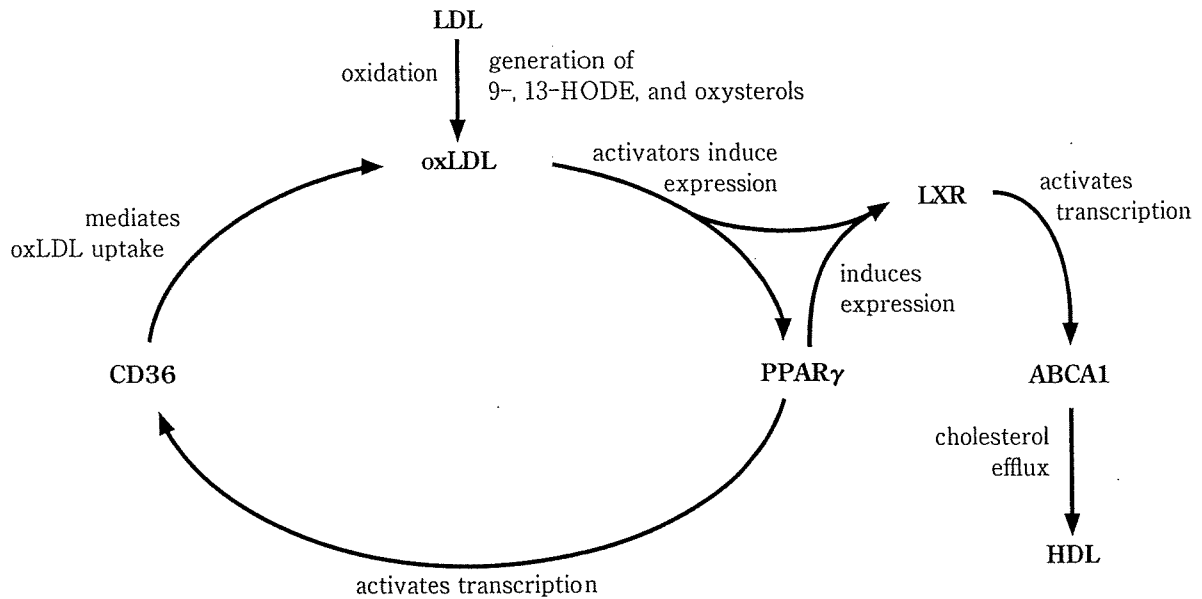 LDL
oxidation
generation of
9-, 13-HODE, and oxysterols
oxLDL
activators induce
expression
LXR
activates
transcription
mediates
oxLDL uptake
induces
expression
CD36
PPARγ
ABCA1
cholesterol
efflux
HDL
activates transcription